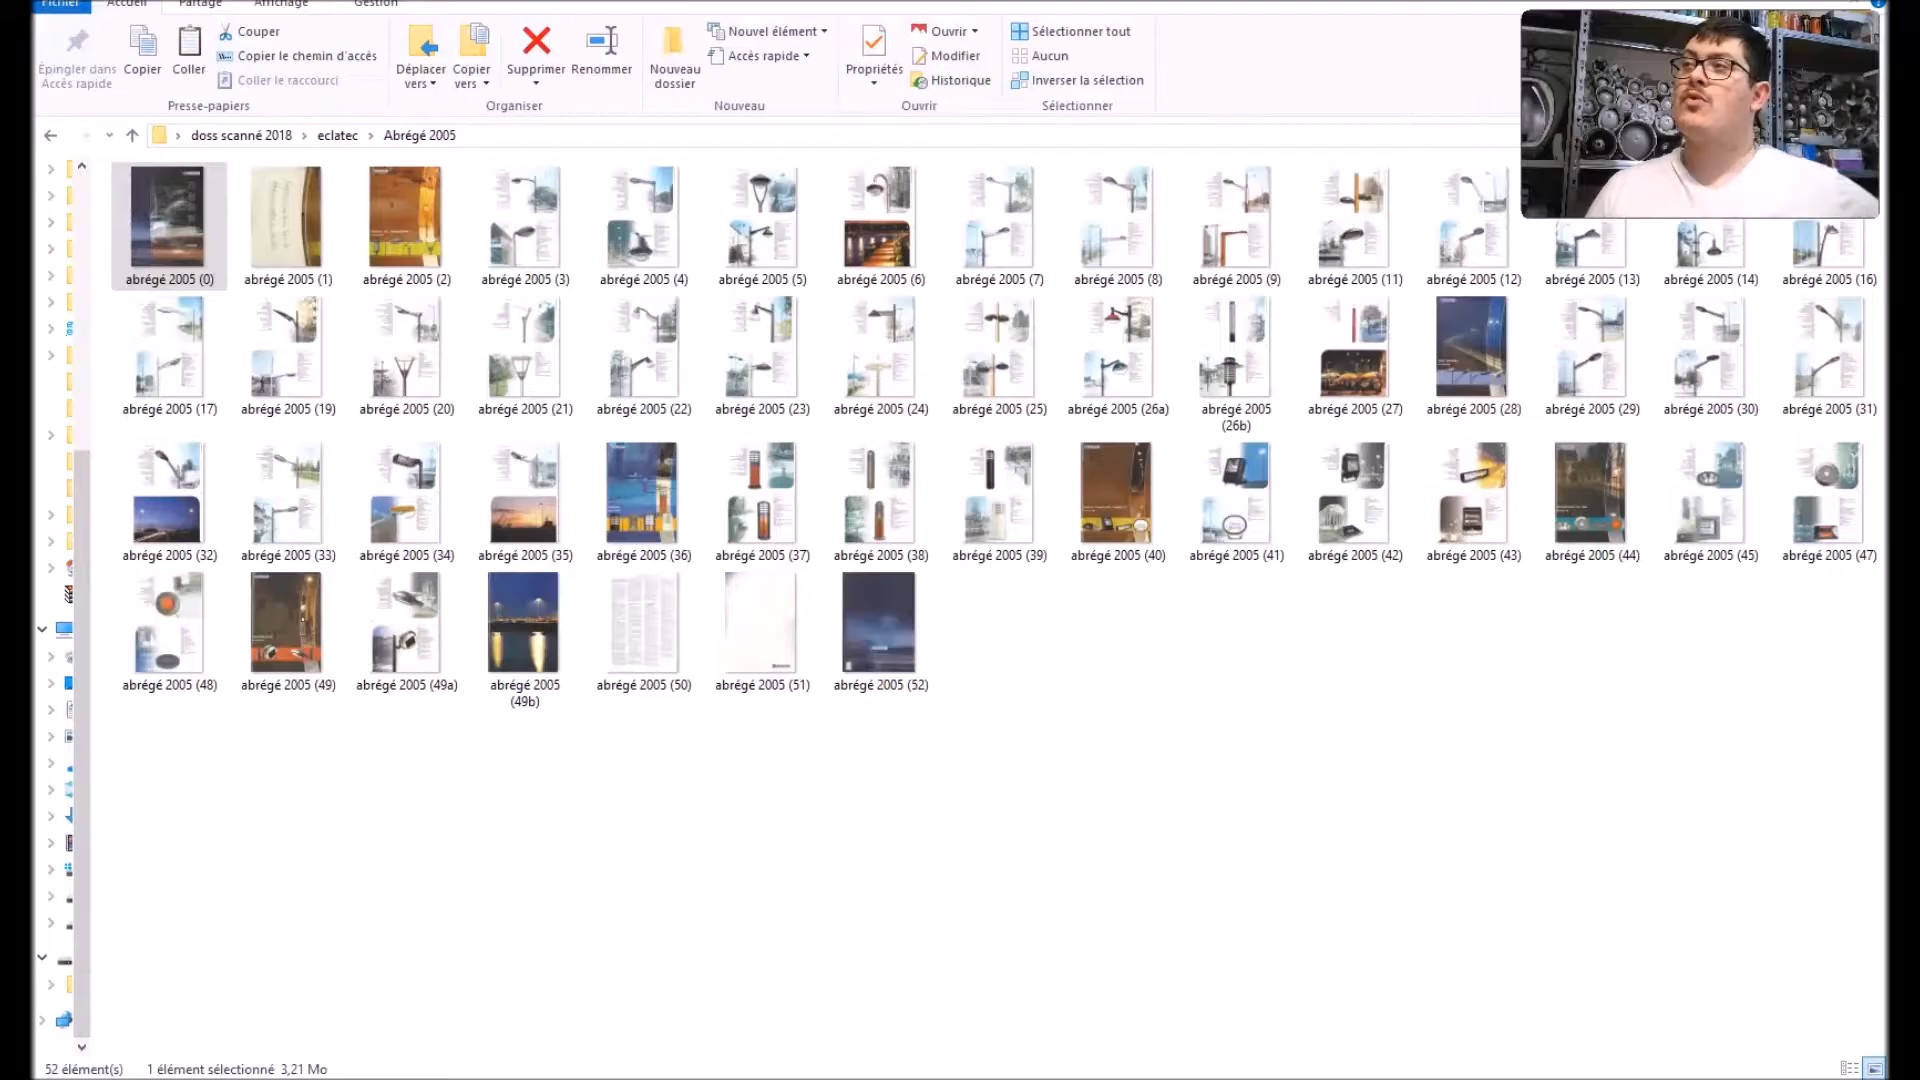 Fichier Accueil Partage Affichage Gestion
Épingler dans Accès rapide
Copier
Coller
Couper
Copier le chemin d'accès
Coller le raccourci
Presse-papiers
Déplacer vers
Copier vers
Supprimer
Renommer
Organiser
Nouveau dossier
Nouvel élément
Accès rapide
Nouveau
Propriétés
Ouvrir
Modifier
Historique
Ouvrir
Sélectionner tout
Aucun
Inverser la sélection
Sélectionner
doss scanné 2018 › eclatec › Abrégé 2005
abrégé 2005 (0) abrégé 2005 (1) abrégé 2005 (2) abrégé 2005 (3) abrégé 2005 (4) abrégé 2005 (5) abrégé 2005 (6) abrégé 2005 (7) abrégé 2005 (8) abrégé 2005 (9) abrégé 2005 (11) abrégé 2005 (12) abrégé 2005 (13) abrégé 2005 (14) abrégé 2005 (16)
abrégé 2005 (17) abrégé 2005 (19) abrégé 2005 (20) abrégé 2005 (21) abrégé 2005 (22) abrégé 2005 (23) abrégé 2005 (24) abrégé 2005 (25) abrégé 2005 (26a) abrégé 2005 (26b) abrégé 2005 (27) abrégé 2005 (28) abrégé 2005 (29) abrégé 2005 (30) abrégé 2005 (31)
abrégé 2005 (32) abrégé 2005 (33) abrégé 2005 (34) abrégé 2005 (35) abrégé 2005 (36) abrégé 2005 (37) abrégé 2005 (38) abrégé 2005 (39) abrégé 2005 (40) abrégé 2005 (41) abrégé 2005 (42) abrégé 2005 (43) abrégé 2005 (44) abrégé 2005 (45) abrégé 2005 (47)
abrégé 2005 (48) abrégé 2005 (49) abrégé 2005 (49a) abrégé 2005 (49b) abrégé 2005 (50) abrégé 2005 (51) abrégé 2005 (52)
52 élément(s) 1 élément sélectionné 3,21 Mo